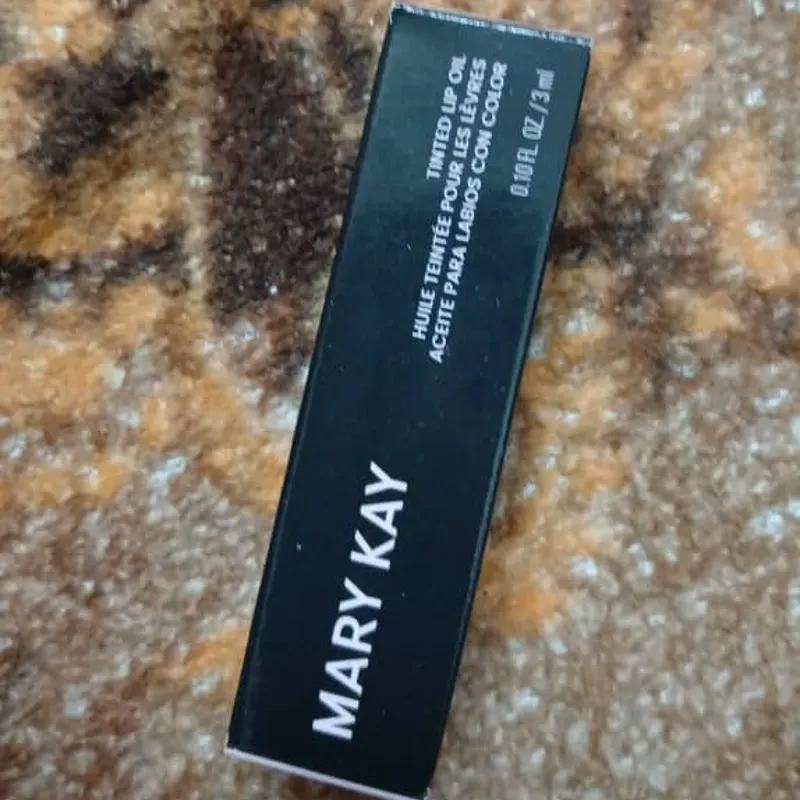 MARY KAY
TINTED LIP OIL
HUILE TEINTÉE POUR LES LÈVRES
ACEITE PARA LABIOS CON COLOR
0.10 FL. OZ./3 ml